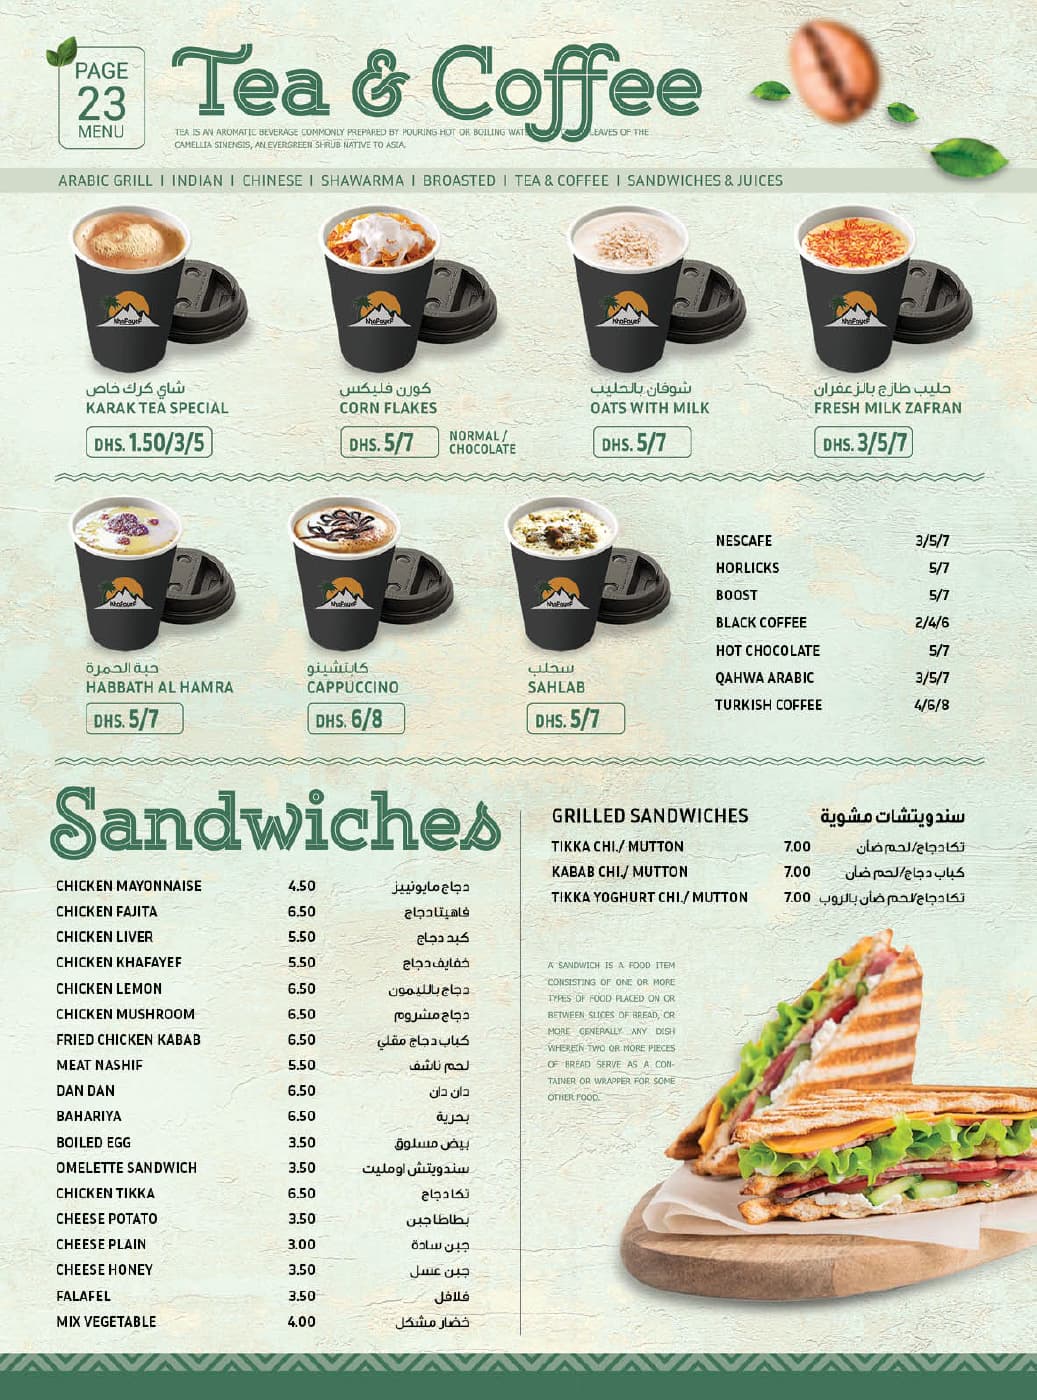 PAGE
23
MENU
Tea & Coffee
TEA IS AN AROMATIC BEVERAGE COMMONLY PREPARED BY POURING HOT OR BOILING LEAVES OF THE
CAMELLIA SINENSIS, AN EVERGREEN SHRUB NATIVE TO ASIA.
ARABIC GRILL I INDIAN I CHINESE I SHAWARMA I BROASTED I TEA & COFFEE I SANDWICHES & JUICES
KhaFayeF
KhaFayeF
KhaFayeF
KhaFayeF
شاي كرك خاص
KARAK TEA SPECIAL
DHS. 1.50/3/5
كورن فليكس
CORN FLAKES
DHS. 5/7
NORMAL /
CHOCOLATE
شوفان بالحليب
OATS WITH MILK
DHS. 5/7
حليب طازج بالزعفران
FRESH MILK ZAFRAN
DHS. 3/5/7
KhaFayeF
KhaFayeF
KhaFayeF
حبة الحمرة
HABBATH AL HAMRA
DHS. 5/7
كابتشينو
CAPPUCCINO
DHS. 6/8
سحلب
SAHLAB
DHS. 5/7
NESCAFE 3/5/7
HORLICKS 5/7
BOOST 5/7
BLACK COFFEE 2/4/6
HOT CHOCOLATE 5/7
QAHWA ARABIC 3/5/7
TURKISH COFFEE 4/6/8
Sandwiches
CHICKEN MAYONNAISE 4.50 دجاج مايونييز
CHICKEN FAJITA 6.50 فاهيتا دجاج
CHICKEN LIVER 5.50 كبد دجاج
CHICKEN KHAFAYEF 5.50 خفايف دجاج
CHICKEN LEMON 6.50 دجاج بالليمون
CHICKEN MUSHROOM 6.50 دجاج مشروم
FRIED CHICKEN KABAB 6.50 كباب دجاج مقلي
MEAT NASHIF 5.50 لحم ناشف
DAN DAN 6.50 دان دان
BAHARIYA 6.50 بحرية
BOILED EGG 3.50 بيض مسلوق
OMELETTE SANDWICH 3.50 سندويتش اومليت
CHICKEN TIKKA 6.50 تكا دجاج
CHEESE POTATO 3.50 بطاطا جبن
CHEESE PLAIN 3.00 جبن سادة
CHEESE HONEY 3.50 جبن عسل
FALAFEL 3.50 فلافل
MIX VEGETABLE 4.00 خضار مشكل
GRILLED SANDWICHES سندويتشات مشوية
TIKKA CHI./ MUTTON 7.00 تكا دجاج/لحم ضأن
KABAB CHI./ MUTTON 7.00 كباب دجاج/لحم ضأن
TIKKA YOGHURT CHI./ MUTTON 7.00 تكا دجاج/لحم ضأن بالروب
A SANDWICH IS A FOOD ITEM
CONSISTING OF ONE OR MORE
TYPES OF FOOD PLACED ON OR
BETWEEN SLICES OF BREAD, OR
MORE GENERALLY ANY DISH
WHEREIN TWO OR MORE PIECES
OF BREAD SERVE AS A CON-
TAINER OR WRAPPER FOR SOME
OTHER FOOD.